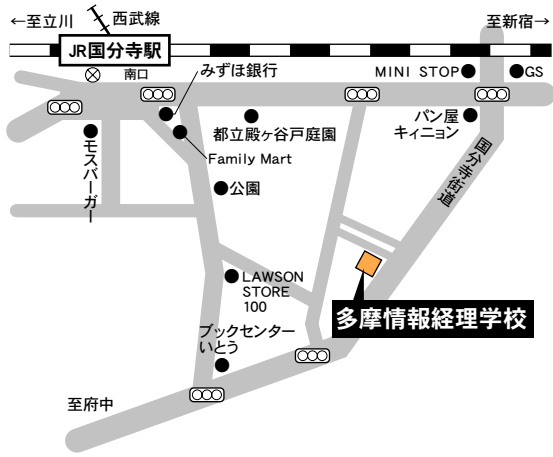 ←至立川
西武線
至新宿→
JR国分寺駅
南口
みずほ銀行
MINI STOP
GS
都立殿ヶ谷戸庭園
パン屋
キィニョン
Family Mart
モスバーガー
公園
国分寺街道
LAWSON
STORE
100
多摩情報経理学校
ブックセンター
いとう
至府中